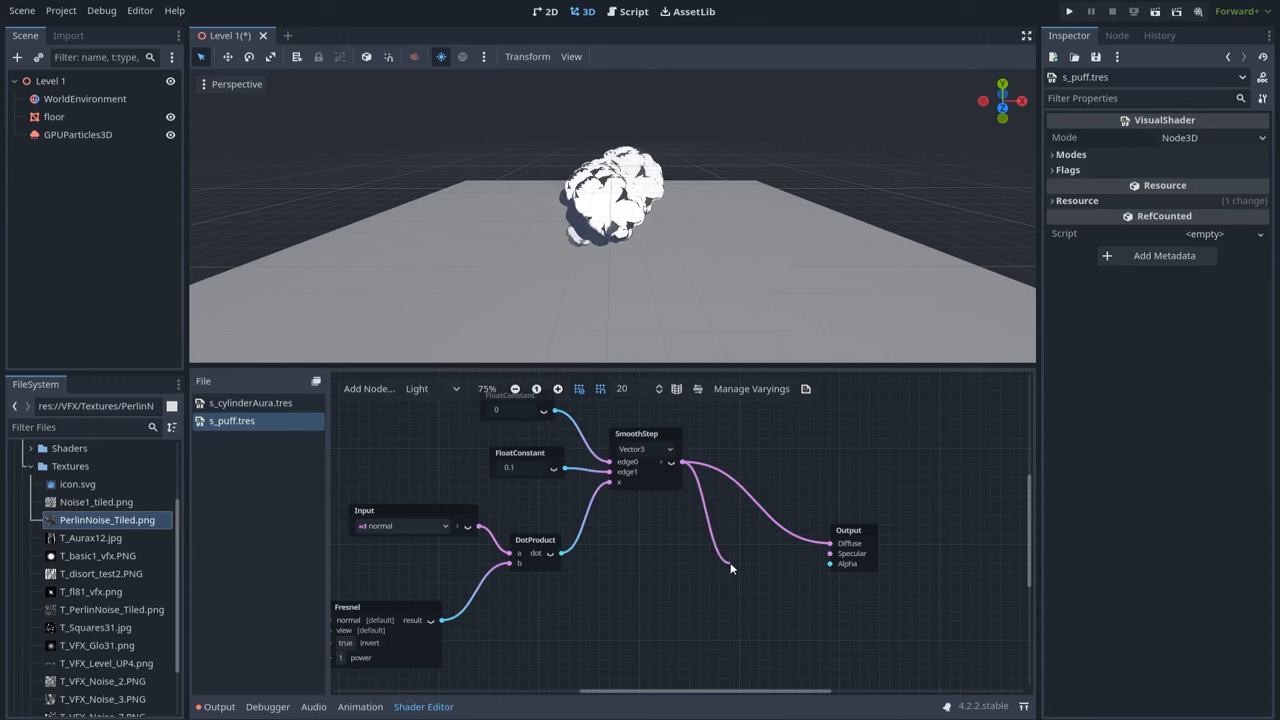 Scene Project Debug Editor Help
2D 3D Script AssetLib
Forward+
Scene Import
Filter: name, t:type,
Level 1
WorldEnvironment
floor
GPUParticles3D
Level 1(*)
Transform View
Perspective
Y
X
Z
Inspector Node History
s_puff.tres
Filter Properties
VisualShader
Mode Node3D
Modes
Flags
Resource
Resource (1 change)
RefCounted
Script <empty>
Add Metadata
FileSystem
res://VFX/Textures/PerlinN
Filter Files
Shaders
Textures
icon.svg
Noise1_tiled.png
PerlinNoise_Tiled.png
T_Aurax12.jpg
T_basic1_vfx.PNG
T_disort_test2.PNG
T_fl81_vfx.png
T_PerlinNoise_Tiled.png
T_Squares31.jpg
T_VFX_Glo31.png
T_VFX_Level_UP4.png
T_VFX_Noise_2.PNG
T_VFX_Noise_3.PNG
File
s_cylinderAura.tres
s_puff.tres
Add Node... Light 75% 20 Manage Varyings
FloatConstant
0
FloatConstant
0.1
SmoothStep
Vector3
edge0
edge1
x
Input
normal
DotProduct
a dot
b
Output
Diffuse
Specular
Alpha
Fresnel
normal [default] result
view [default]
true invert
1 power
Output Debugger Audio Animation Shader Editor
4.2.2.stable